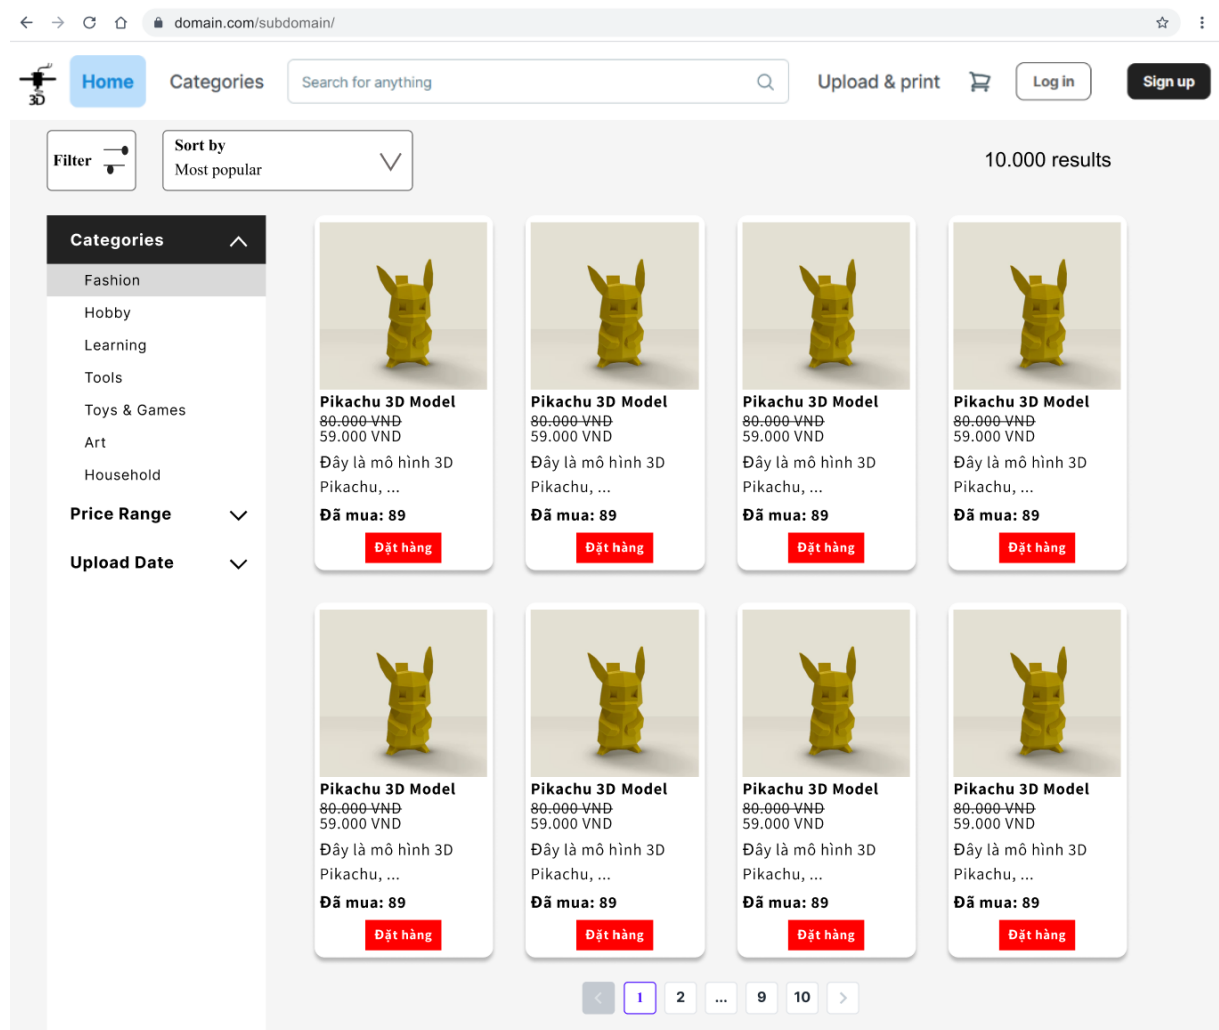 domain.com/subdomain/
3D
Home
Categories
Search for anything
Upload & print
Log in
Sign up
Filter
Sort by
Most popular
10.000 results
Categories
Fashion
Hobby
Learning
Tools
Toys & Games
Art
Household
Price Range
Upload Date
Pikachu 3D Model
80.000 VND
59.000 VND
Đây là mô hình 3D
Pikachu, ...
Đã mua: 89
Đặt hàng
Pikachu 3D Model
80.000 VND
59.000 VND
Đây là mô hình 3D
Pikachu, ...
Đã mua: 89
Đặt hàng
Pikachu 3D Model
80.000 VND
59.000 VND
Đây là mô hình 3D
Pikachu, ...
Đã mua: 89
Đặt hàng
Pikachu 3D Model
80.000 VND
59.000 VND
Đây là mô hình 3D
Pikachu, ...
Đã mua: 89
Đặt hàng
Pikachu 3D Model
80.000 VND
59.000 VND
Đây là mô hình 3D
Pikachu, ...
Đã mua: 89
Đặt hàng
Pikachu 3D Model
80.000 VND
59.000 VND
Đây là mô hình 3D
Pikachu, ...
Đã mua: 89
Đặt hàng
Pikachu 3D Model
80.000 VND
59.000 VND
Đây là mô hình 3D
Pikachu, ...
Đã mua: 89
Đặt hàng
Pikachu 3D Model
80.000 VND
59.000 VND
Đây là mô hình 3D
Pikachu, ...
Đã mua: 89
Đặt hàng
1 2 ... 9 10